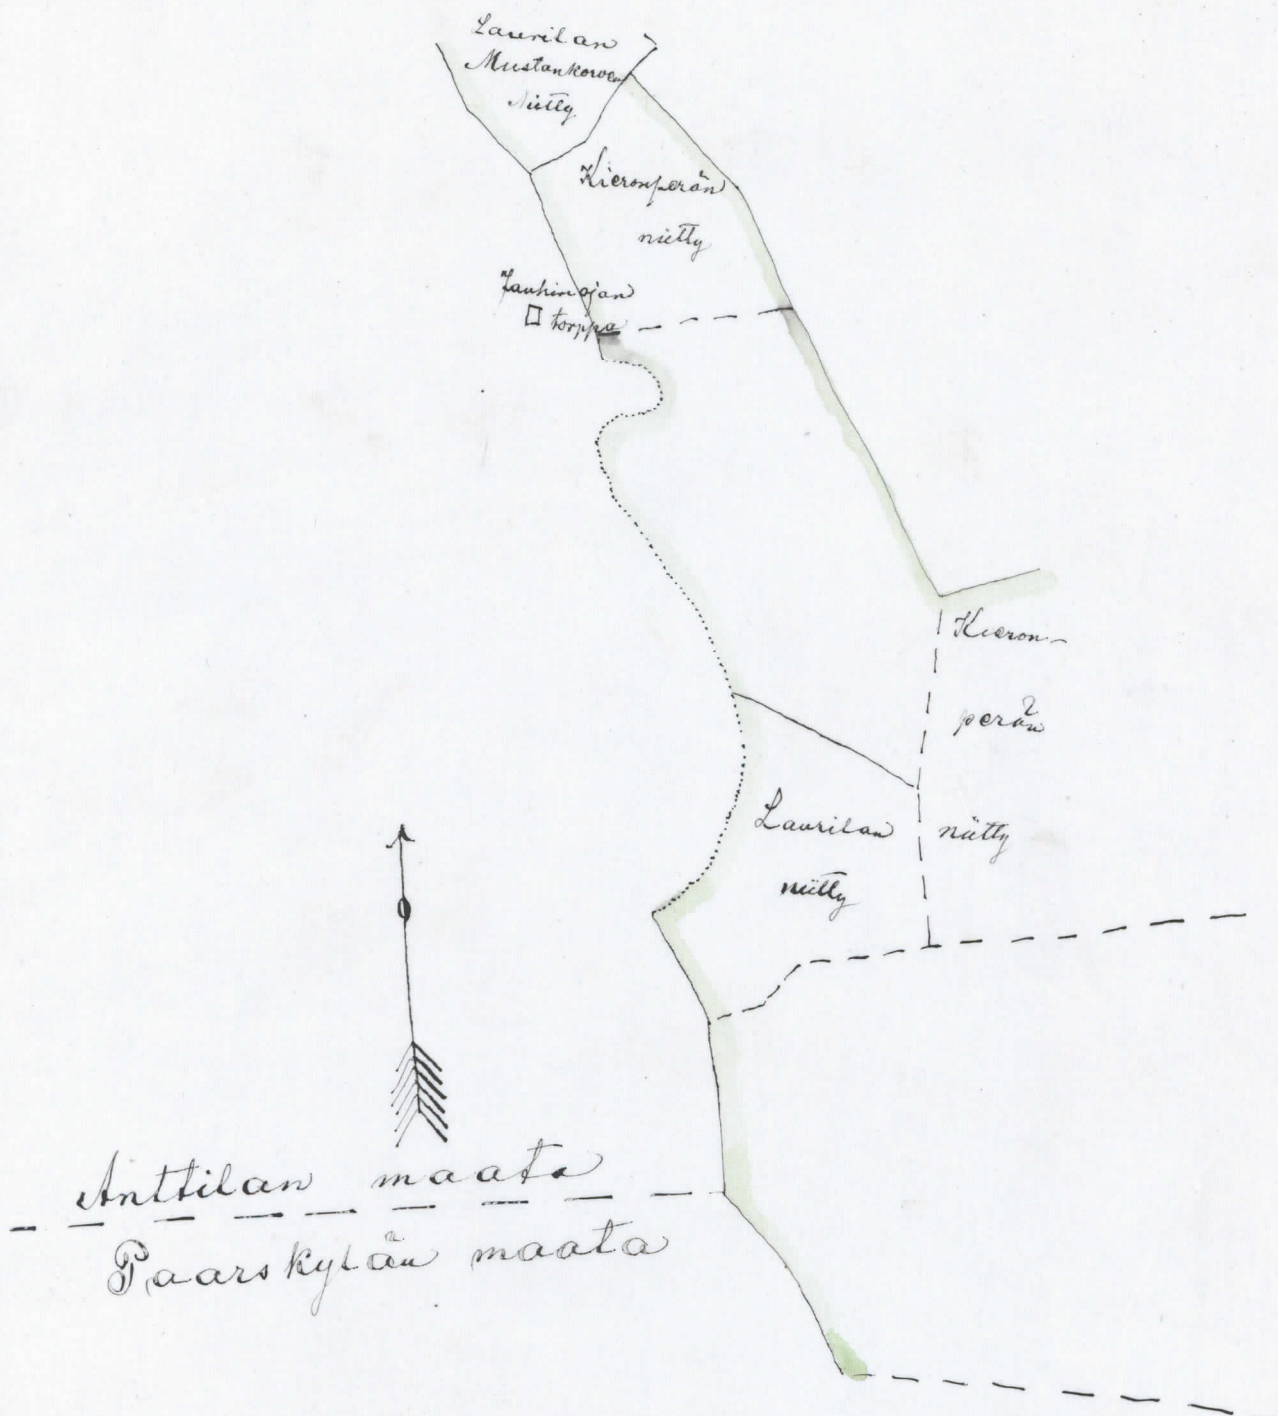 Laurilan
Mustankorven
Niitty
Kieronperän
niitty
Jauhinojan
torppa
Kieron-
perän
niitty
Laurilan
niitty
Anttilan maata
Paarskylän maata